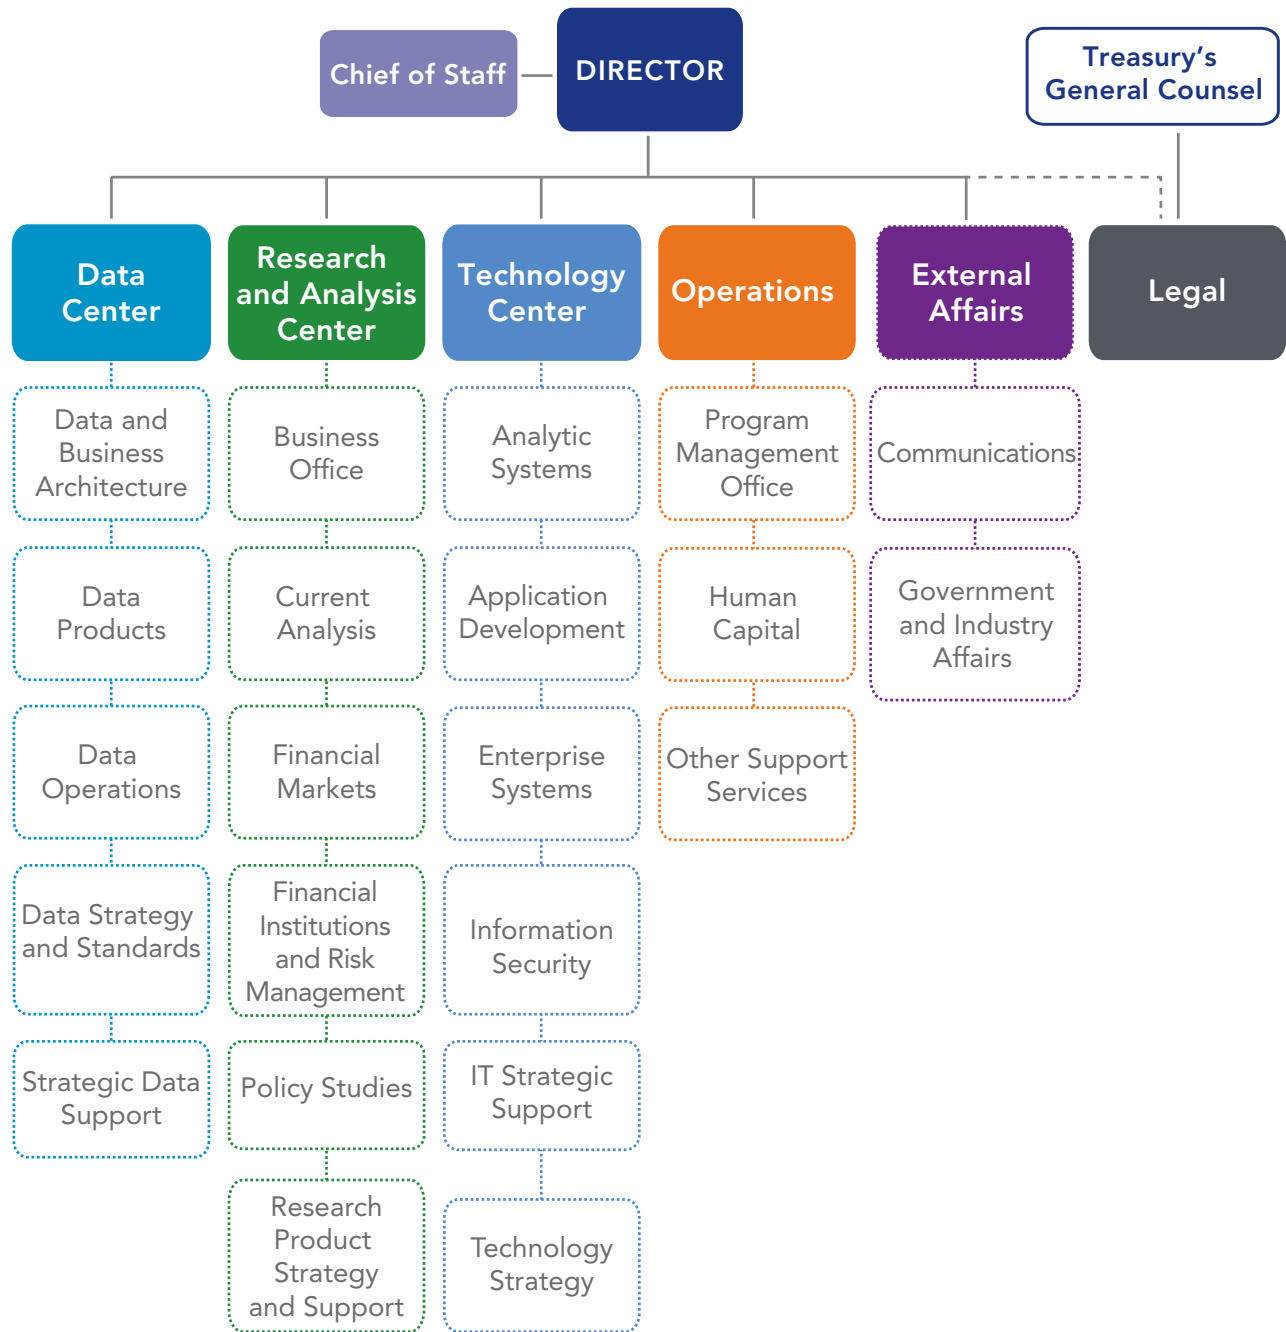 Chief of Staff
DIRECTOR
Treasury's
General Counsel
Data
Center
Research
and Analysis
Center
Technology
Center
Operations
External
Affairs
Legal
Data and
Business
Architecture
Business
Office
Analytic
Systems
Program
Management
Office
Communications
Data
Products
Current
Analysis
Application
Development
Human
Capital
Government
and Industry
Affairs
Data
Operations
Financial
Markets
Enterprise
Systems
Other Support
Services
Data Strategy
and Standards
Financial
Institutions
and Risk
Management
Information
Security
Strategic Data
Support
Policy Studies
IT Strategic
Support
Research
Product
Strategy
and Support
Technology
Strategy